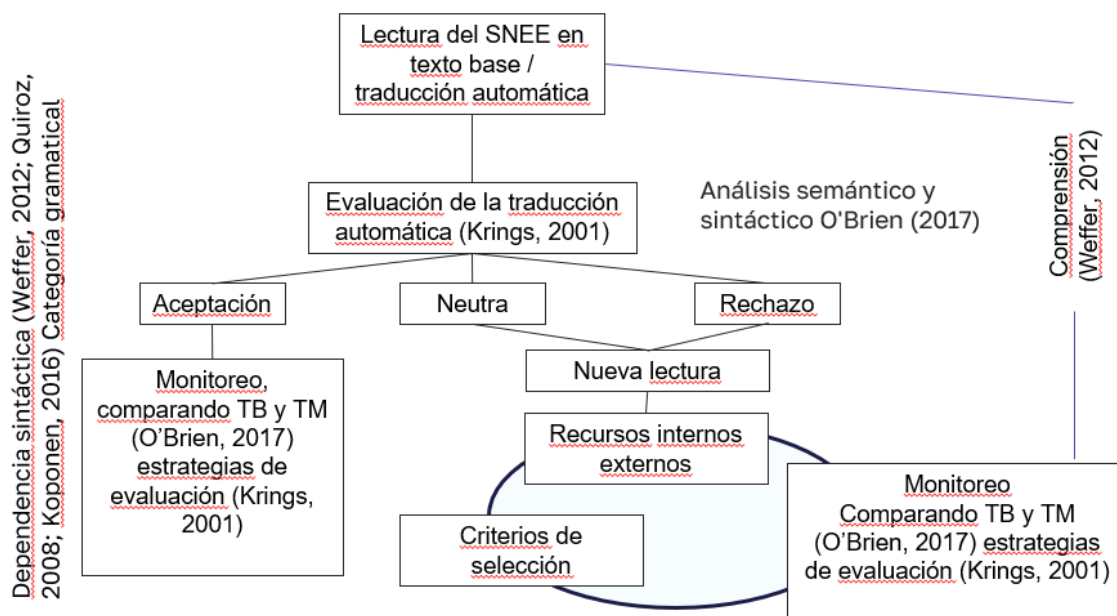 Lectura del SNEE en
texto base /
traducción automática
Dependencia sintáctica (Weffer, 2012; Quiroz,
2008; Koponen, 2016) Categoría gramatical
Comprensión
(Weffer, 2012)
Evaluación de la traducción
automática (Krings, 2001)
Análisis semántico y
sintáctico O'Brien (2017)
Aceptación
Neutra
Rechazo
Nueva lectura
Monitoreo,
comparando TB y TM
(O’Brien, 2017)
estrategias de
evaluación (Krings,
2001)
Recursos internos
externos
Criterios de
selección
Monitoreo
Comparando TB y TM
(O’Brien, 2017) estrategias
de evaluación (Krings, 2001)